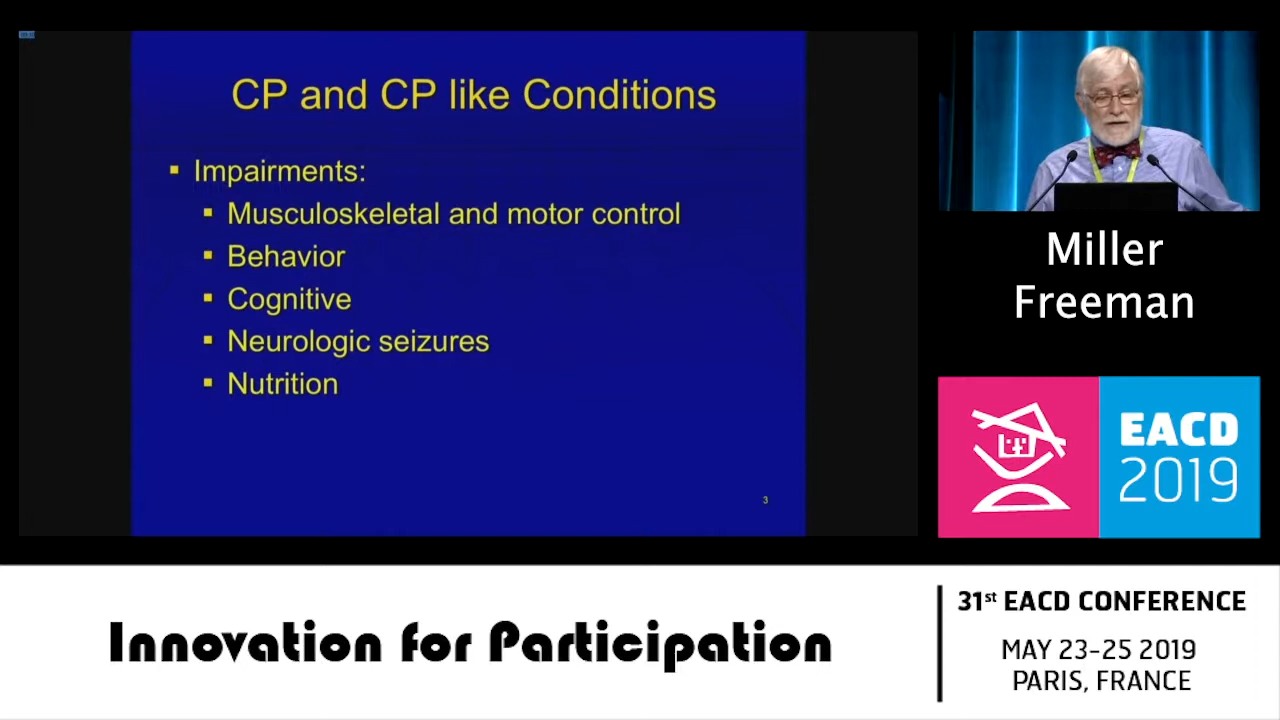 CP and CP like Conditions
▪ Impairments:
▪ Musculoskeletal and motor control
▪ Behavior
▪ Cognitive
▪ Neurologic seizures
▪ Nutrition
3
Miller
Freeman
EACD
2019
Innovation for Participation
31st EACD CONFERENCE
MAY 23-25 2019
PARIS, FRANCE